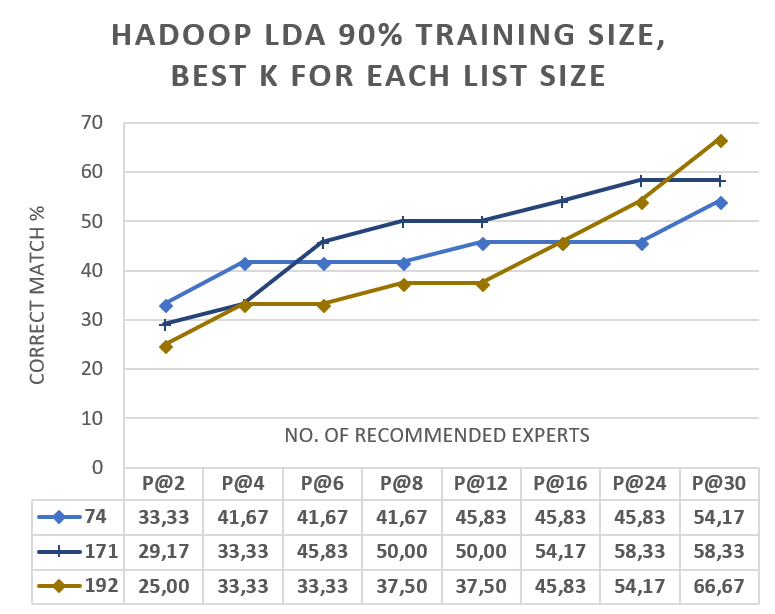 HADOOP LDA 90% TRAINING SIZE,
BEST K FOR EACH LIST SIZE
CORRECT MATCH %
70
60
50
40
30
20
10
0
NO. OF RECOMMENDED EXPERTS
P@2 P@4 P@6 P@8 P@12 P@16 P@24 P@30
74 33,33 41,67 41,67 41,67 45,83 45,83 45,83 54,17
171 29,17 33,33 45,83 50,00 50,00 54,17 58,33 58,33
192 25,00 33,33 33,33 37,50 37,50 45,83 54,17 66,67